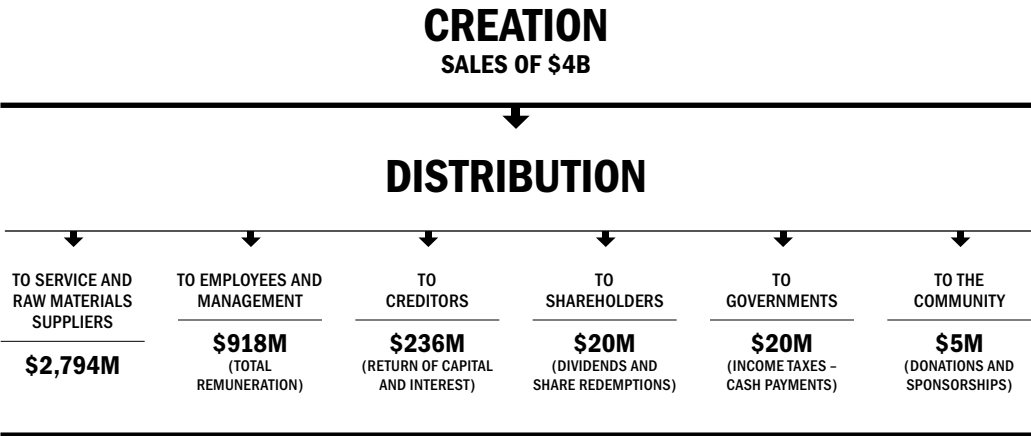 CREATION
SALES OF $4B
DISTRIBUTION
TO SERVICE AND
RAW MATERIALS
SUPPLIERS
$2,794M
TO EMPLOYEES AND
MANAGEMENT
$918M
(TOTAL
REMUNERATION)
TO
CREDITORS
$236M
(RETURN OF CAPITAL
AND INTEREST)
TO
SHAREHOLDERS
$20M
(DIVIDENDS AND
SHARE REDEMPTIONS)
TO
GOVERNMENTS
$20M
(INCOME TAXES –
CASH PAYMENTS)
TO THE
COMMUNITY
$5M
(DONATIONS AND
SPONSORSHIPS)